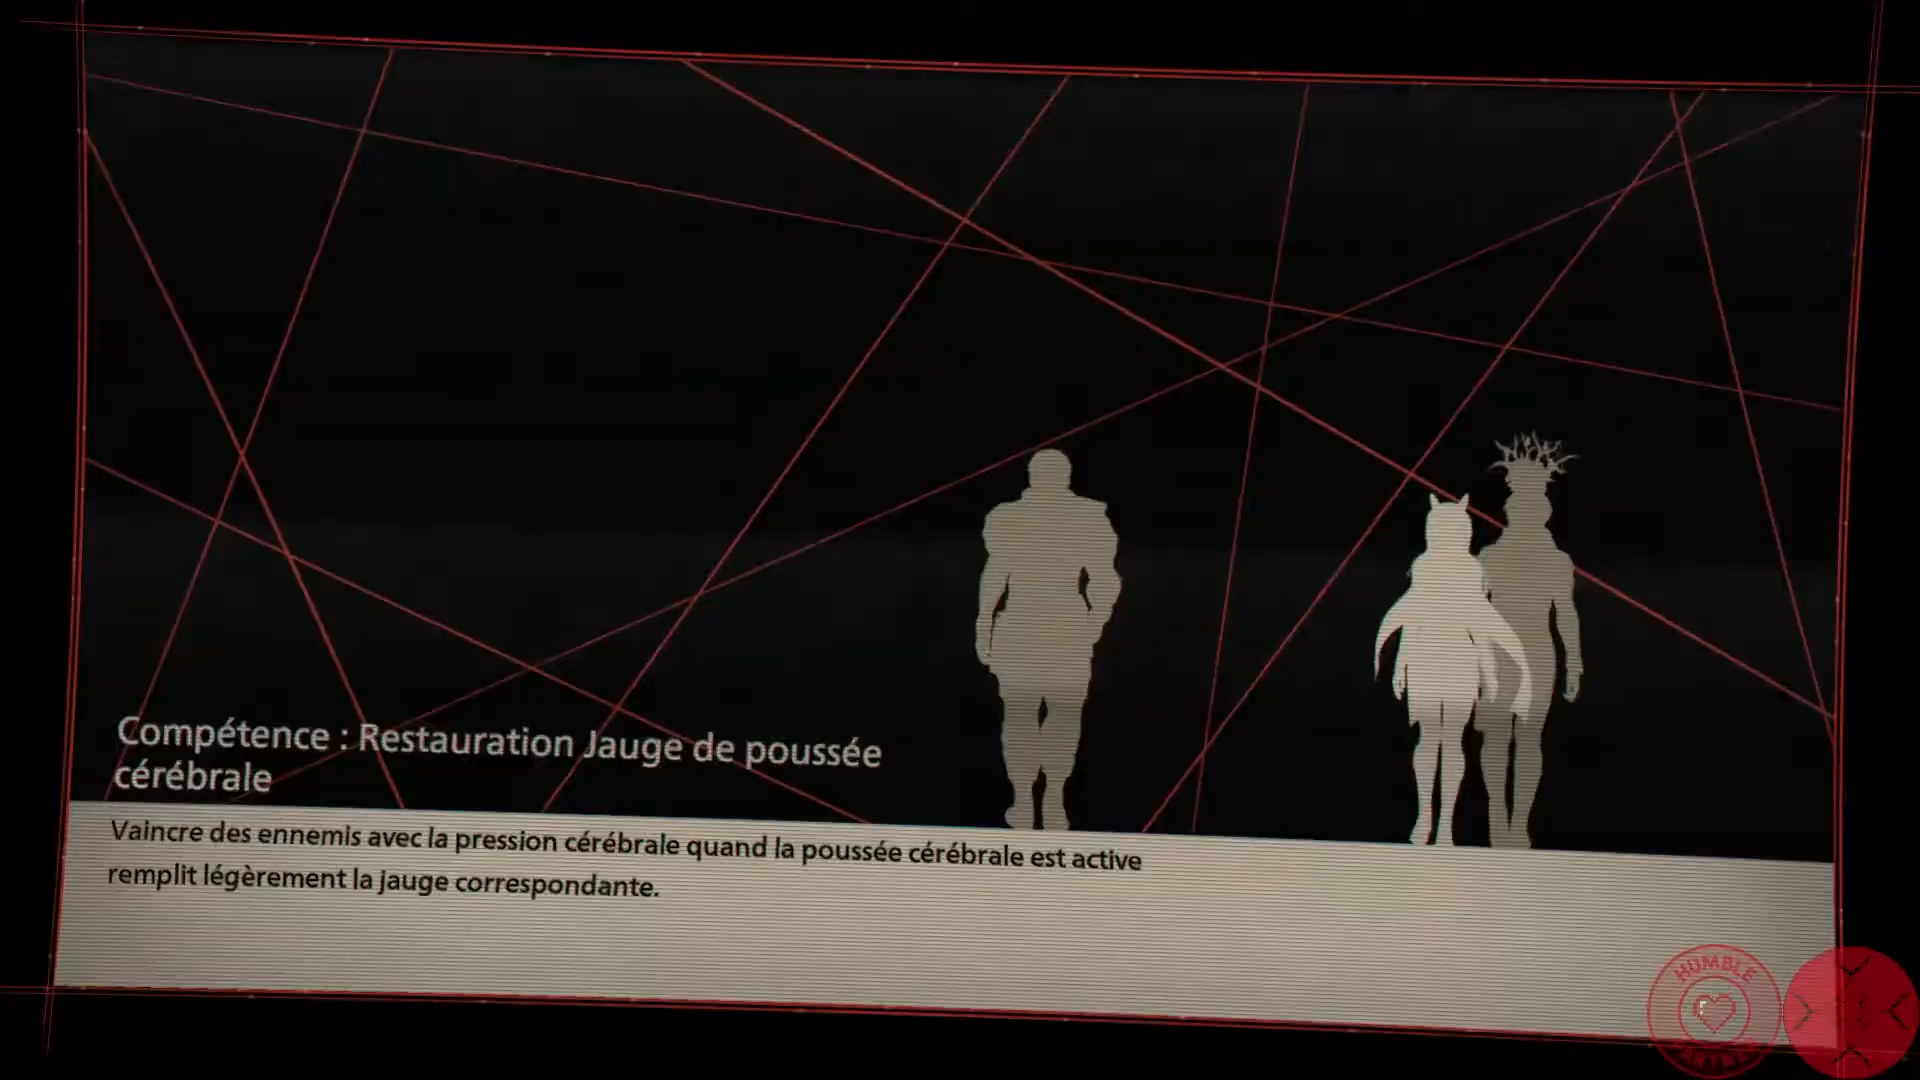 Compétence : Restauration Jauge de poussée
cérébrale
Vaincre des ennemis avec la pression cérébrale quand la poussée cérébrale est active
remplit légèrement la jauge correspondante.
HUMBLE